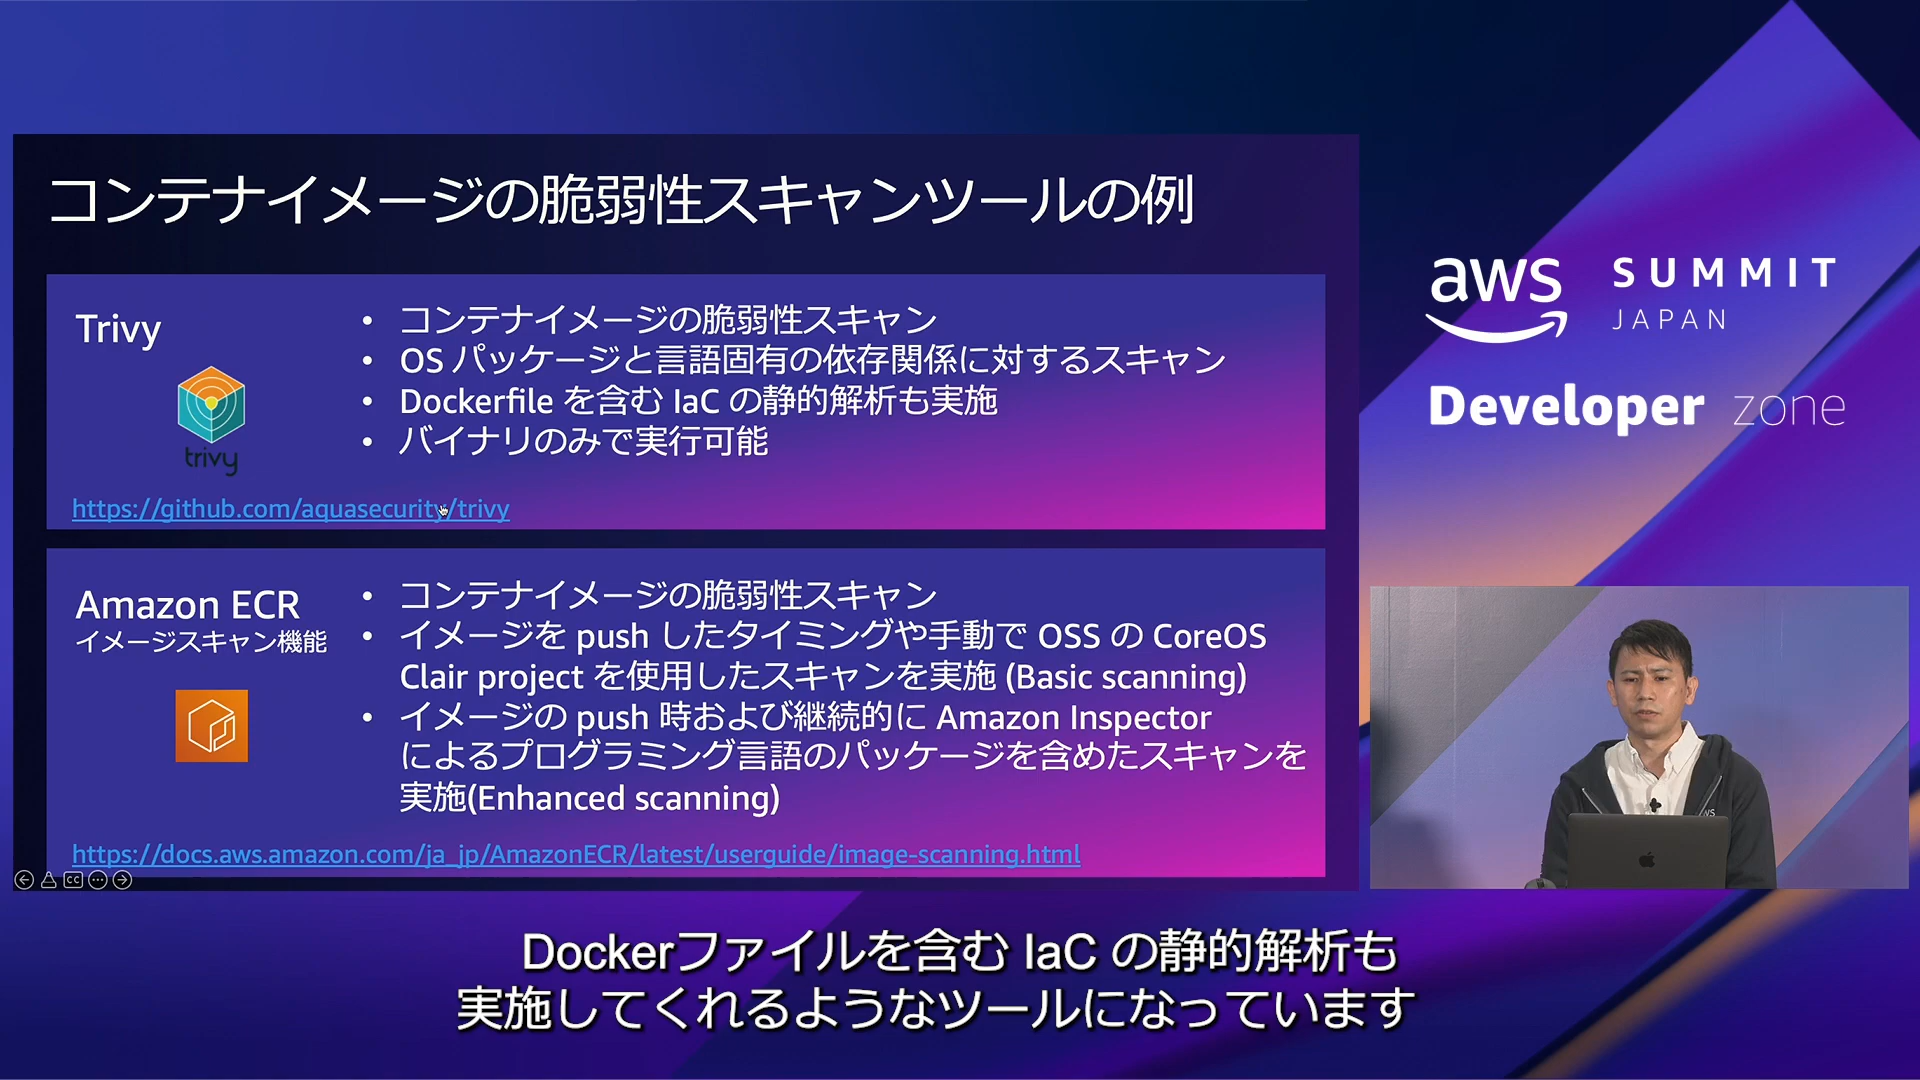 コンテナイメージの脆弱性スキャンツールの例
Trivy
trivy
• コンテナイメージの脆弱性スキャン
• OS パッケージと言語固有の依存関係に対するスキャン
• Dockerfile を含む IaC の静的解析も実施
• バイナリのみで実行可能
https://github.com/aquasecurity/trivy
Amazon ECR
イメージスキャン機能
• コンテナイメージの脆弱性スキャン
• イメージを push したタイミングや手動で OSS の CoreOS
Clair project を使用したスキャンを実施 (Basic scanning)
• イメージの push 時および継続的に Amazon Inspector
によるプログラミング言語のパッケージを含めたスキャンを
実施(Enhanced scanning)
https://docs.aws.amazon.com/ja_jp/AmazonECR/latest/userguide/image-scanning.html
CC
aws SUMMIT
JAPAN
Developer zone
Dockerファイルを含む IaC の静的解析も
実施してくれるようなツールになっています